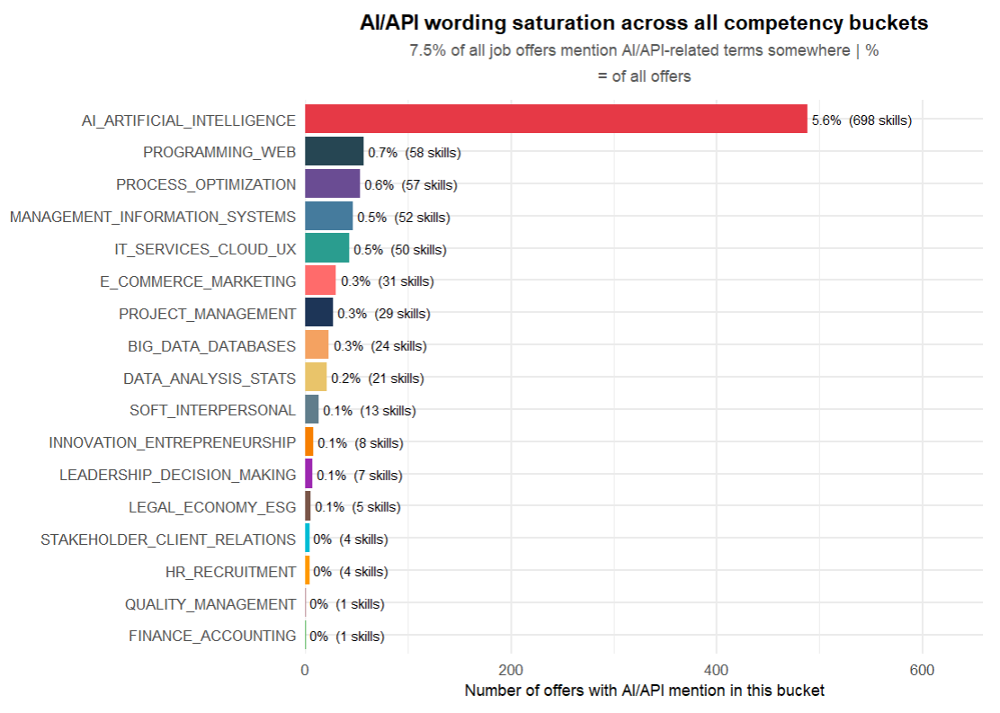 AI/API wording saturation across all competency buckets
7.5% of all job offers mention AI/API-related terms somewhere | %
= of all offers
AI_ARTIFICIAL_INTELLIGENCE 5.6% (698 skills)
PROGRAMMING_WEB 0.7% (58 skills)
PROCESS_OPTIMIZATION 0.6% (57 skills)
MANAGEMENT_INFORMATION_SYSTEMS 0.5% (52 skills)
IT_SERVICES_CLOUD_UX 0.5% (50 skills)
E_COMMERCE_MARKETING 0.3% (31 skills)
PROJECT_MANAGEMENT 0.3% (29 skills)
BIG_DATA_DATABASES 0.3% (24 skills)
DATA_ANALYSIS_STATS 0.2% (21 skills)
SOFT_INTERPERSONAL 0.1% (13 skills)
INNOVATION_ENTREPRENEURSHIP 0.1% (8 skills)
LEADERSHIP_DECISION_MAKING 0.1% (7 skills)
LEGAL_ECONOMY_ESG 0.1% (5 skills)
STAKEHOLDER_CLIENT_RELATIONS 0% (4 skills)
HR_RECRUITMENT 0% (4 skills)
QUALITY_MANAGEMENT 0% (1 skills)
FINANCE_ACCOUNTING 0% (1 skills)
0 200 400 600
Number of offers with AI/API mention in this bucket